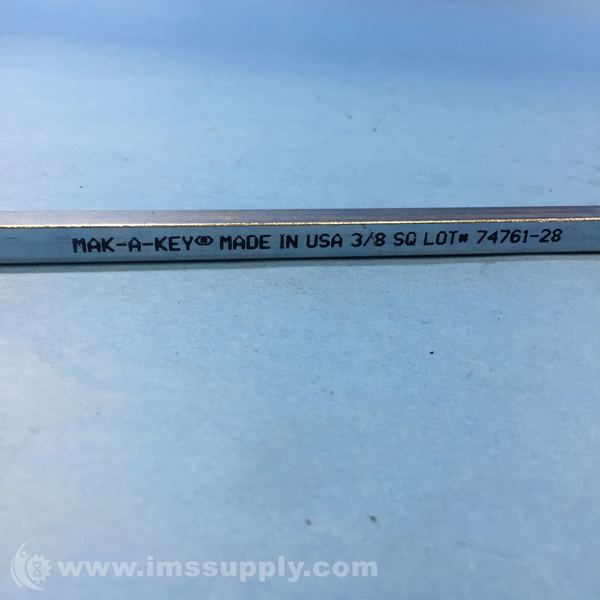 MAK-A-KEY® MADE IN USA 3/8 SQ LOT# 74761-28
www.imssupply.com